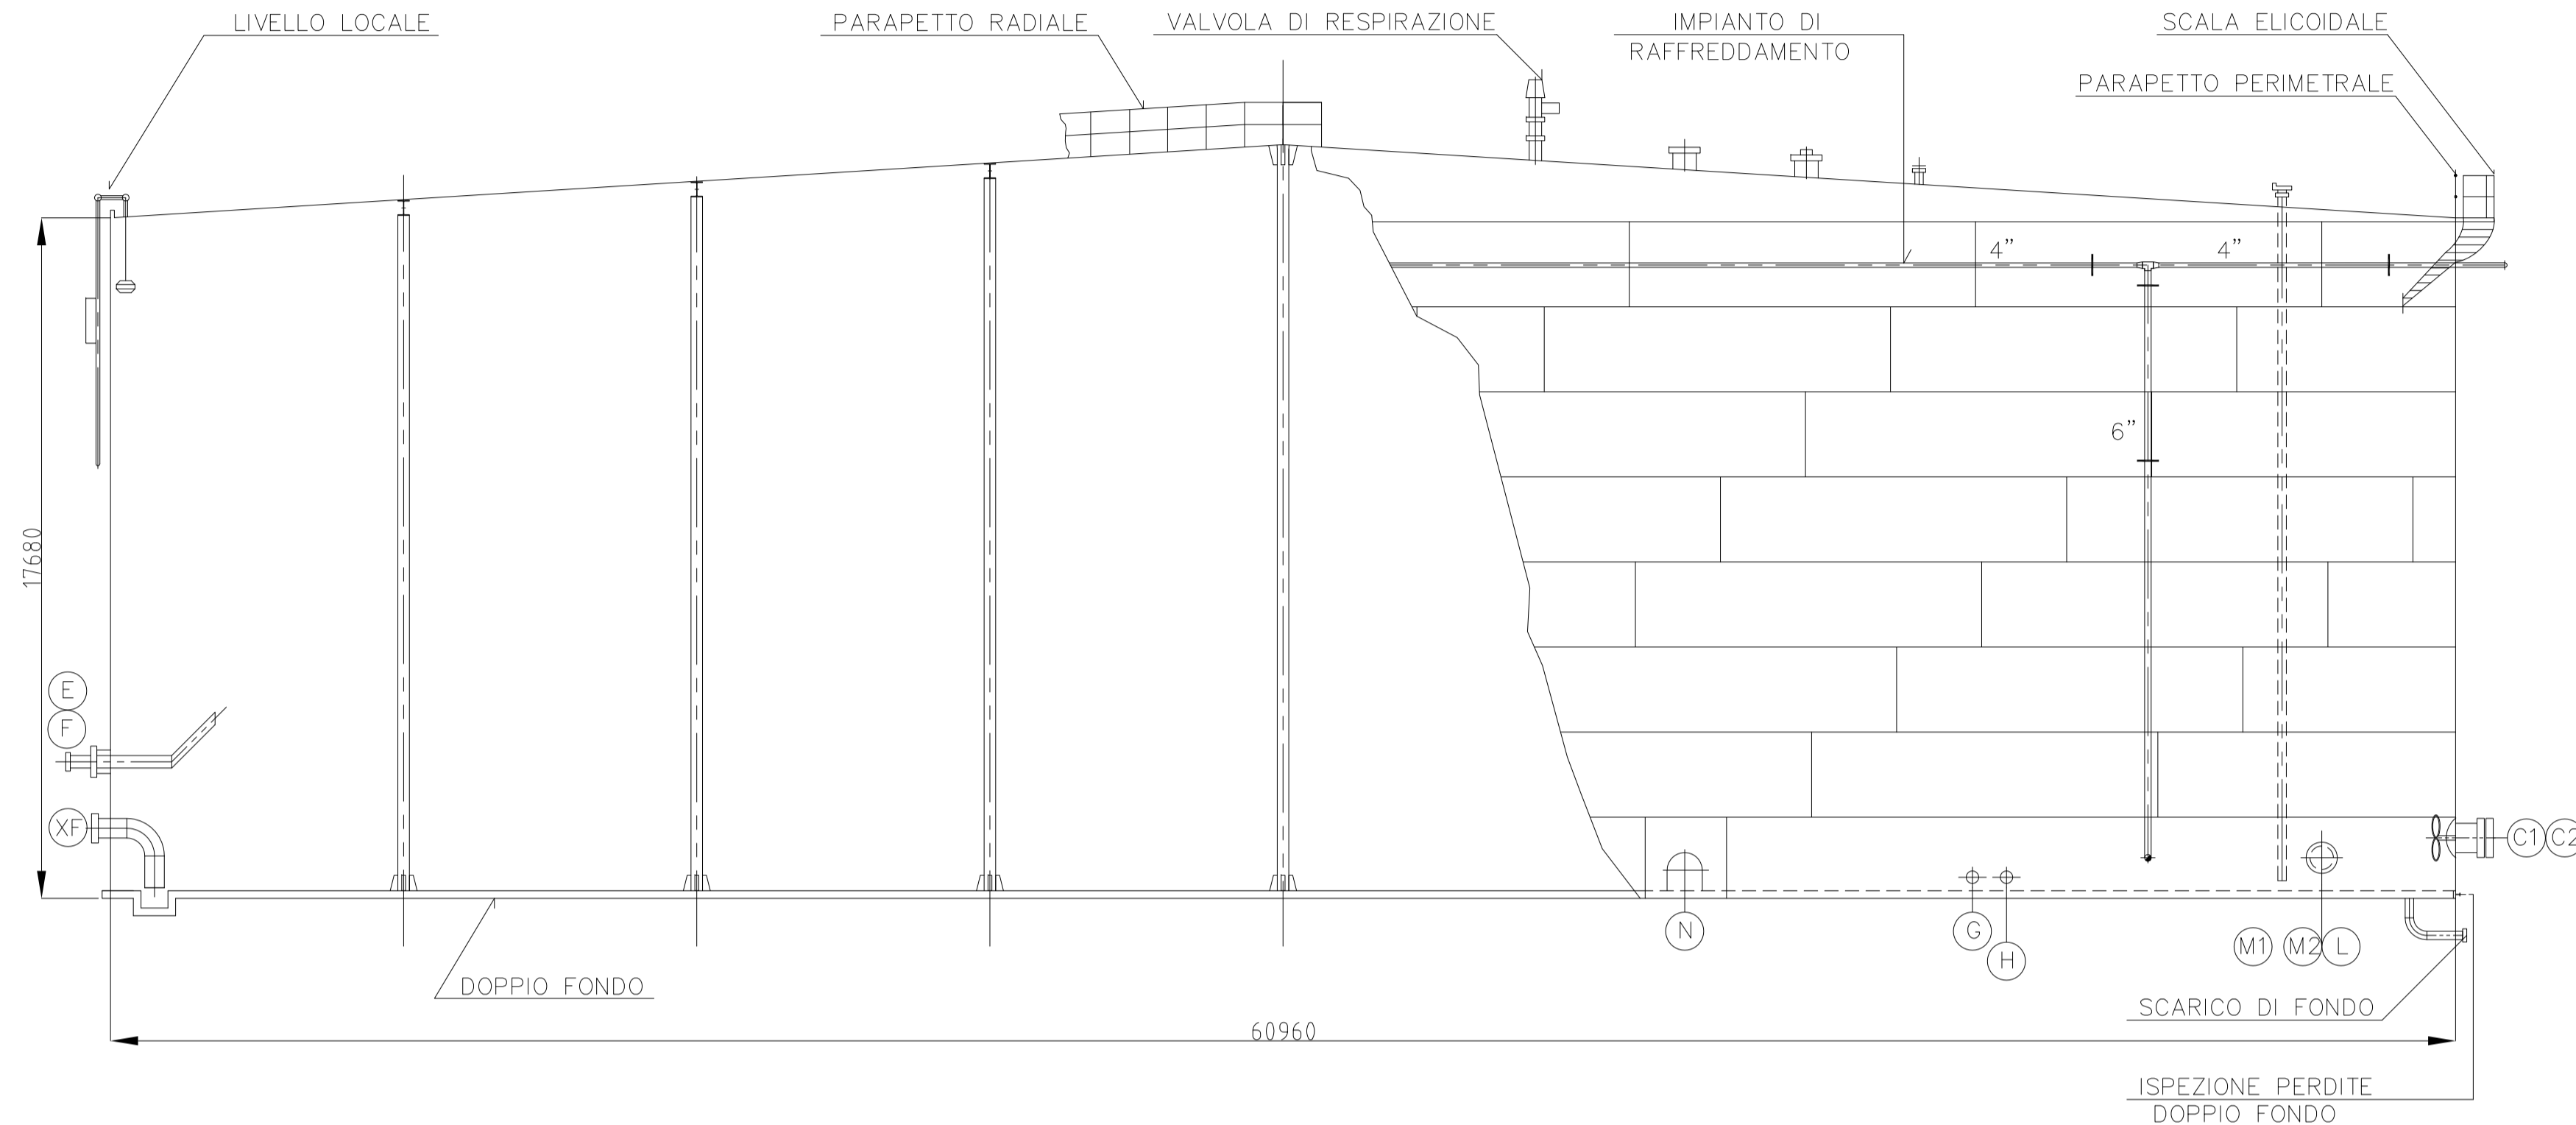 LIVELLO LOCALE
PARAPETTO RADIALE
VALVOLA DI RESPIRAZIONE
IMPIANTO DI
RAFFREDDAMENTO
SCALA ELICOIDALE
PARAPETTO PERIMETRALE
4”
4”
6”
17680
E
F
XF
C1
C2
N
G
H
M1
M2
L
DOPPIO FONDO
SCARICO DI FONDO
60960
ISPEZIONE PERDITE
DOPPIO FONDO